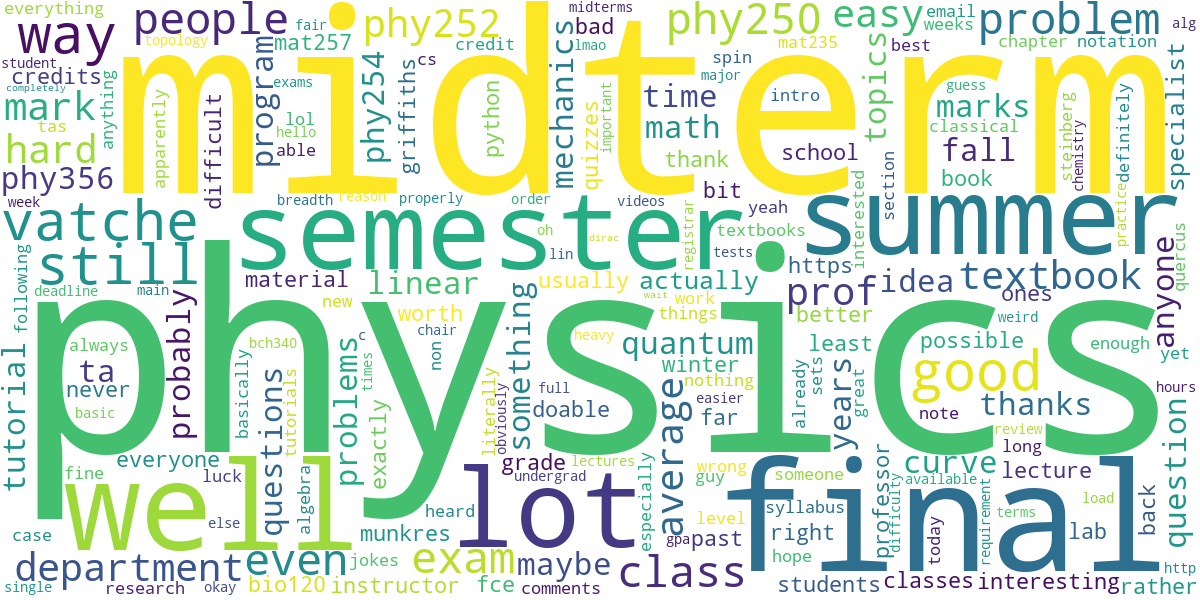 everything
way
people
phy252
midterms
bad
phy250
easy
email
weeks
problem
alg
student
topology
fair
mat257
credit
cs
mat235
best
chapter
notation
completely
credits
program
exams
lol
hello
able
phy254
griffiths
python
mechanics
quizzes
important
time
math
spin
major
intro
topics
guess
marks
classical
steinberg
chemistry
definitely
specialist
mark
tas
anything
apparently
difficult
midterm
thank
school
fall
book
hard
phy356
week
breadth
reason
properly
order
videos
bit
yeah
section
interested
practice
vatche
semester
oh
lin
dirac
registrar
textbooks
tests
summer
quercus
still
following
deadline
main
material
linear
usually
actually
https
prof
idea
textbook
ones
anyone
new
worth
chair
c
non
something
work
things
wait
better
weird
tutorial
always
ta
never
basic
probably
basically
bch340
times
physics
heavy
quantum
winter
nothing
least
possible
enough
yet
full
doable
easier
far
already
sets
years
great
good
note
thanks
hours
review
questions
tutorials
algebra
problems
exactly
literally
obviously
average
everyone
fine
luck
well
else
heard
grade
lectures
undergrad
lot
especially
wrong
guy
level
gpa
past
someone
syllabus
right
hope
final
professor
difficulty
curve
available
long
lecture
load
terms
today
requirement
lab
back
question
case
munkres
department
even
jokes
exam
maybe
class
students
classes
interesting
http
rather
single
research
okay
bio120
instructor
fce
comments